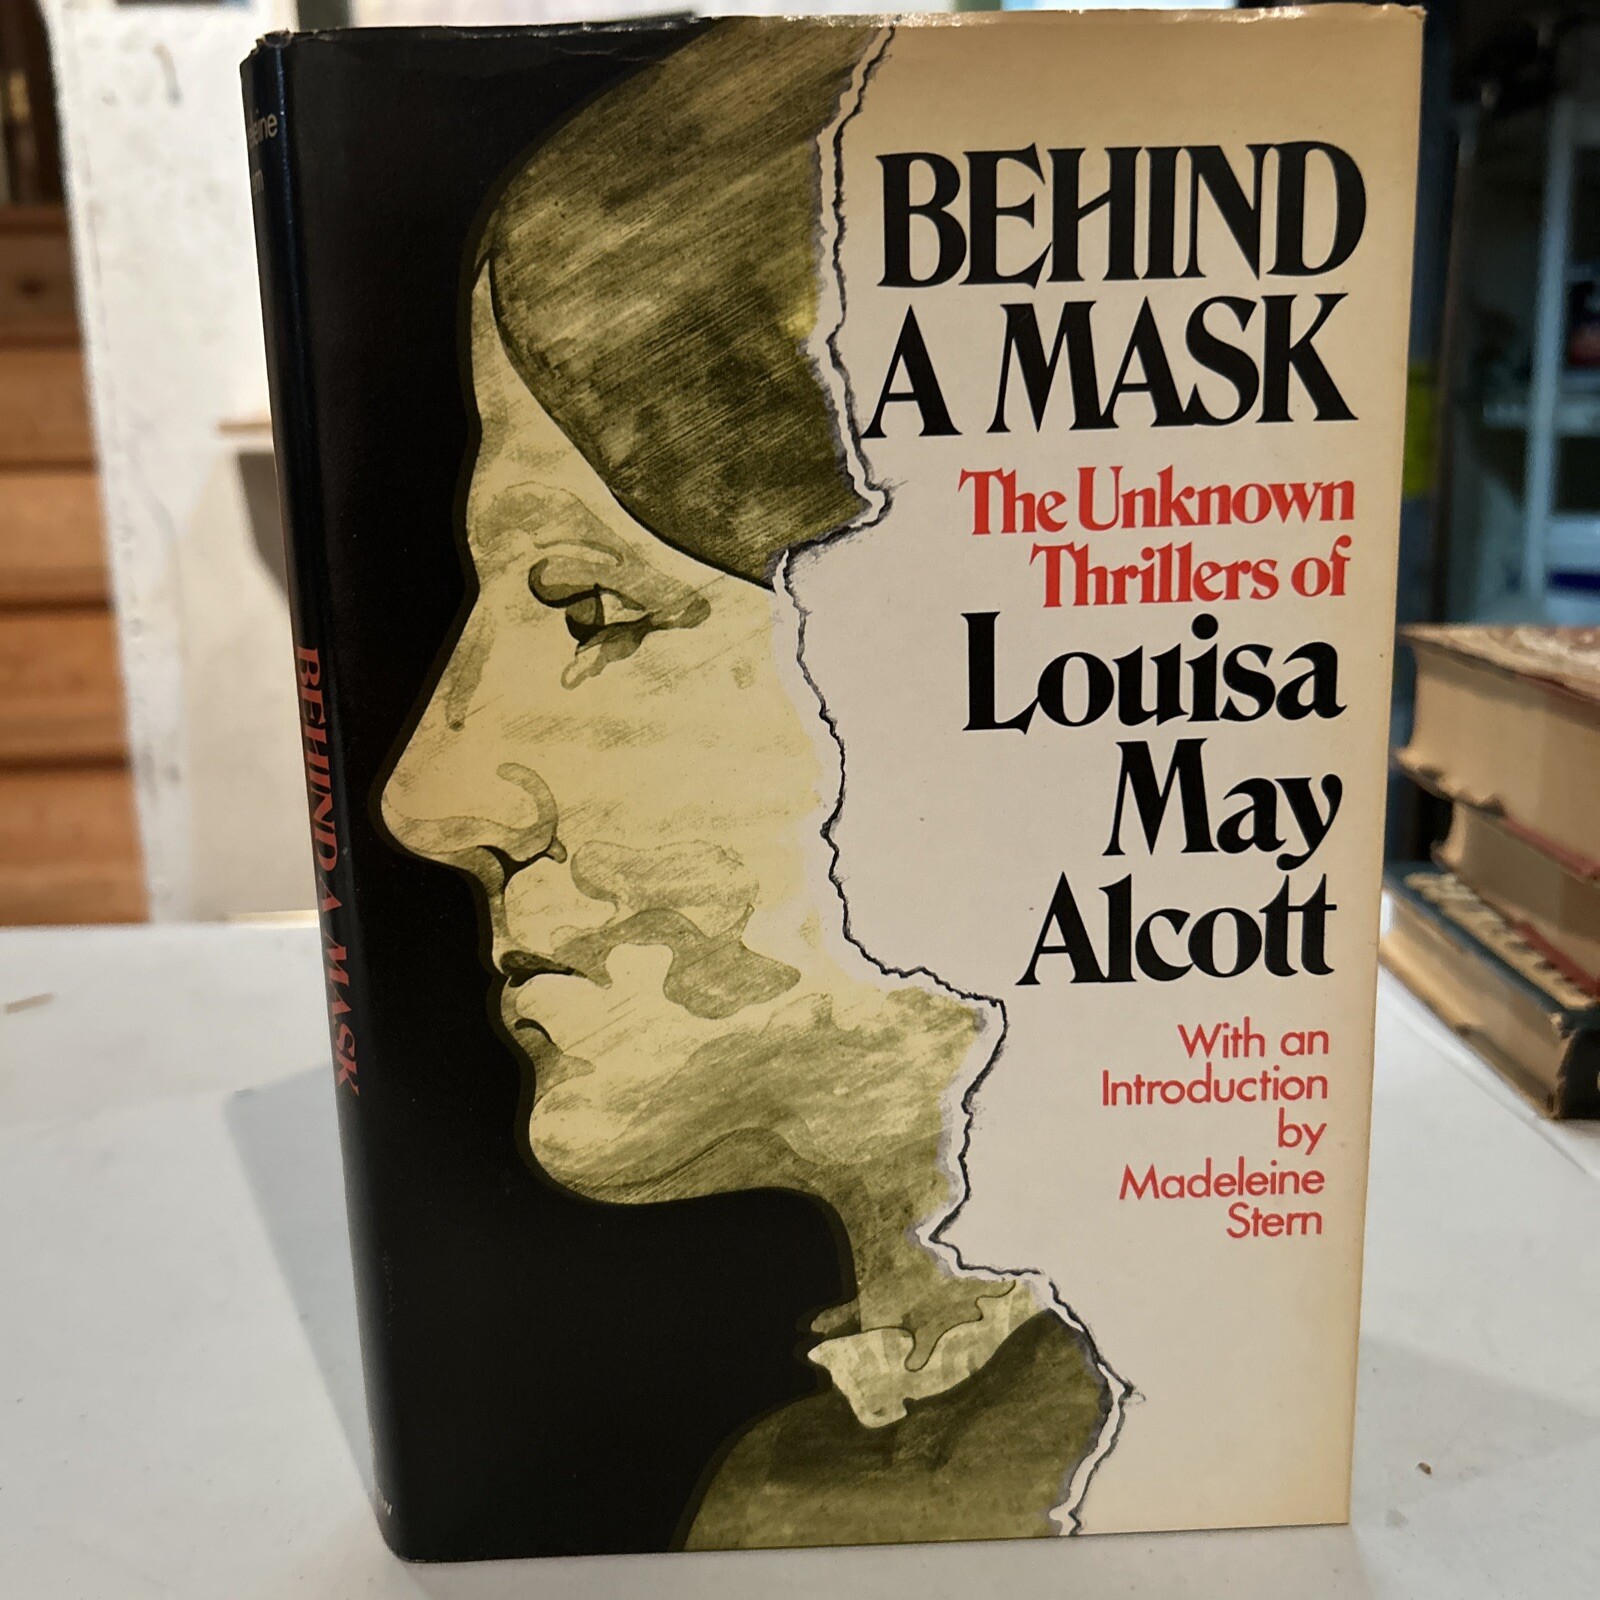 BEHIND
A MASK
The Unknown
Thrillers of
Louisa
May
Alcott
With an
Introduction
by
Madeleine
Stern
BEHIND A MASK